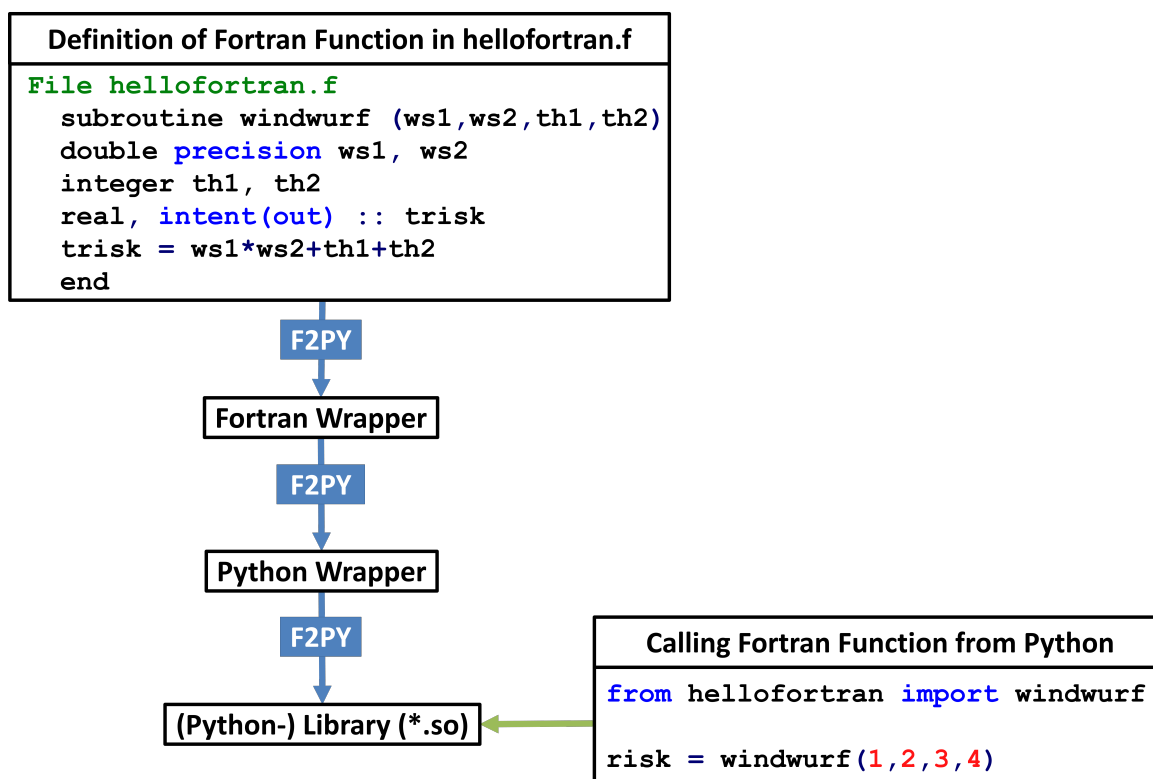 Definition of Fortran Function in hellofortran.f
File hellofortran.f
subroutine windwurf (ws1,ws2,th1,th2)
double precision ws1, ws2
integer th1, th2
real, intent(out) :: trisk
trisk = ws1*ws2+th1+th2
end
F2PY
Fortran Wrapper
F2PY
Python Wrapper
F2PY
(Python-) Library (*.so)
Calling Fortran Function from Python
from hellofortran import windwurf
risk = windwurf(1,2,3,4)